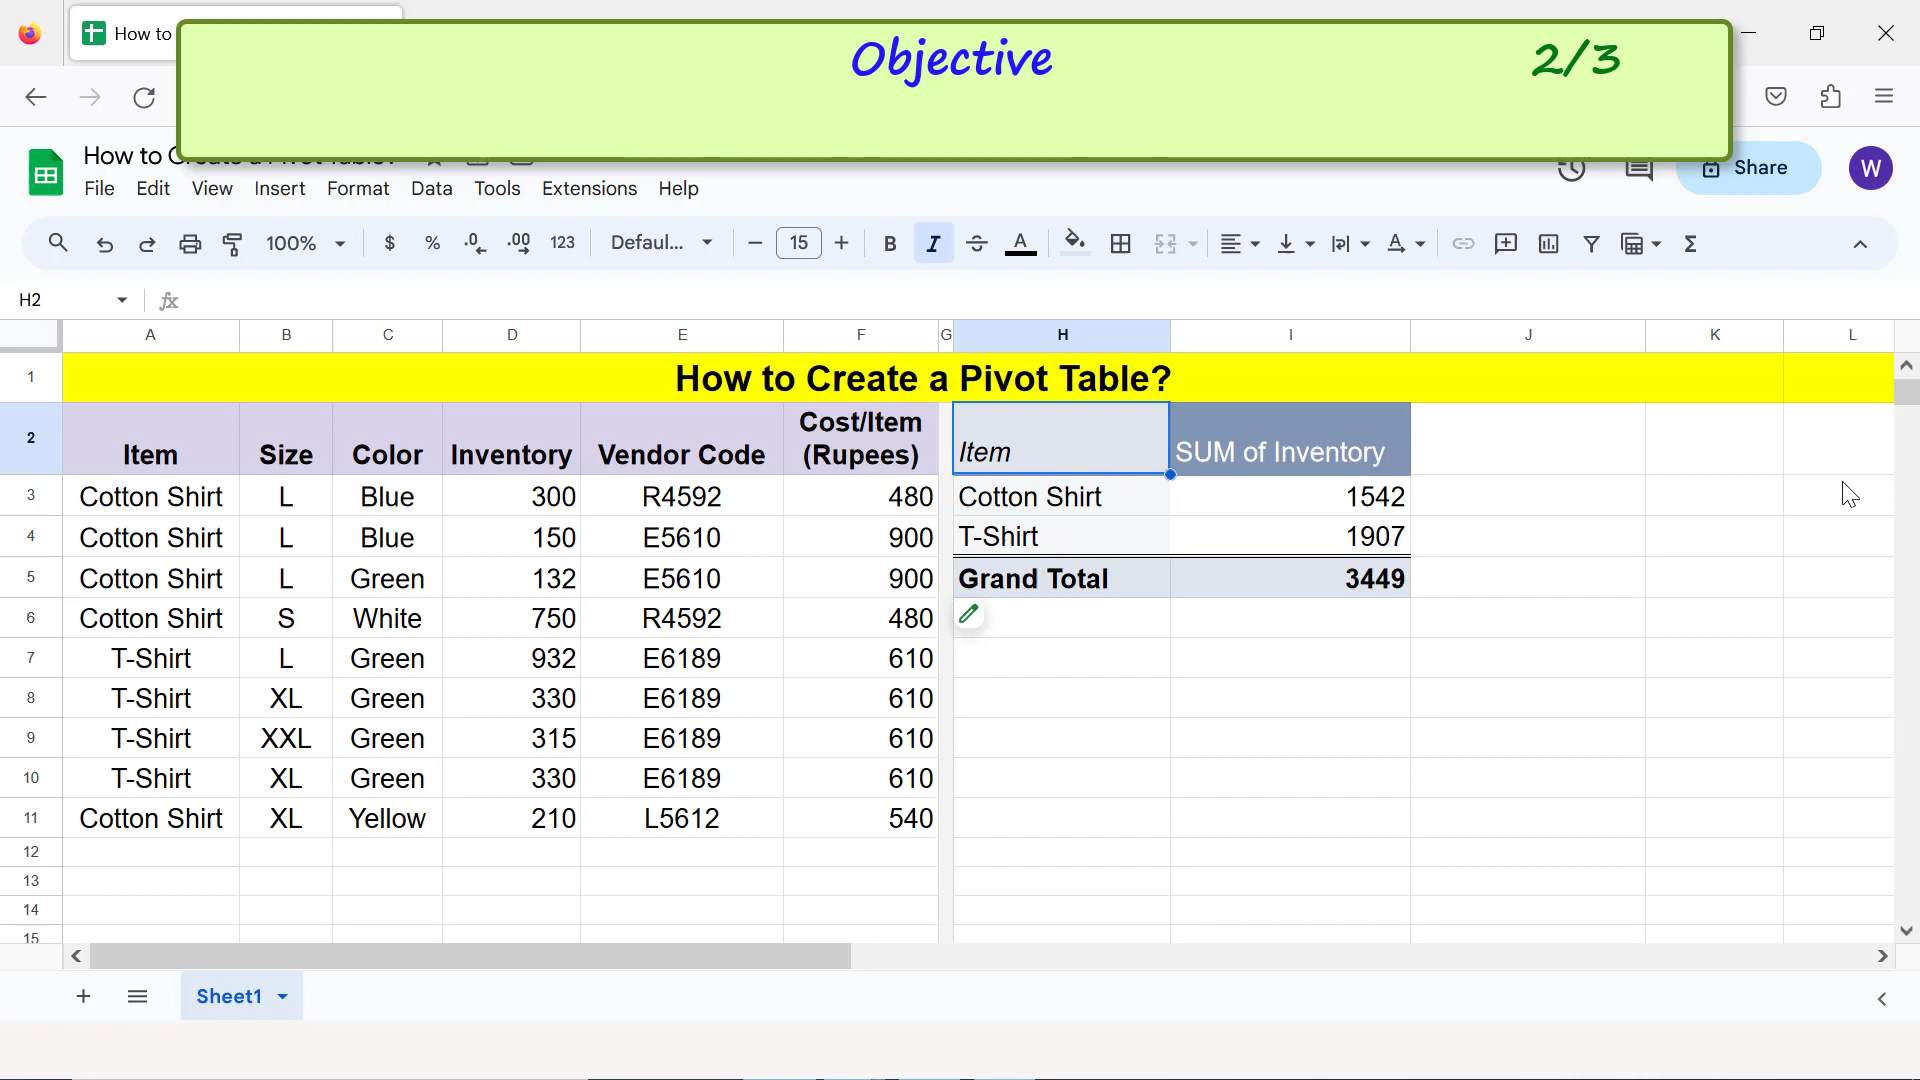 How to
Objective
2/3
How to C
File Edit View Insert Format Data Tools Extensions Help
Share
W
100% $ % .0 .00 123 Defaul... 15 B I A Σ
H2 fx
A B C D E F G H I J K L
1 How to Create a Pivot Table?
2 Item Size Color Inventory Vendor Code Cost/Item (Rupees) Item SUM of Inventory
3 Cotton Shirt L Blue 300 R4592 480 Cotton Shirt 1542
4 Cotton Shirt L Blue 150 E5610 900 T-Shirt 1907
5 Cotton Shirt L Green 132 E5610 900 Grand Total 3449
6 Cotton Shirt S White 750 R4592 480
7 T-Shirt L Green 932 E6189 610
8 T-Shirt XL Green 330 E6189 610
9 T-Shirt XXL Green 315 E6189 610
10 T-Shirt XL Green 330 E6189 610
11 Cotton Shirt XL Yellow 210 L5612 540
12
13
14
15
Sheet1